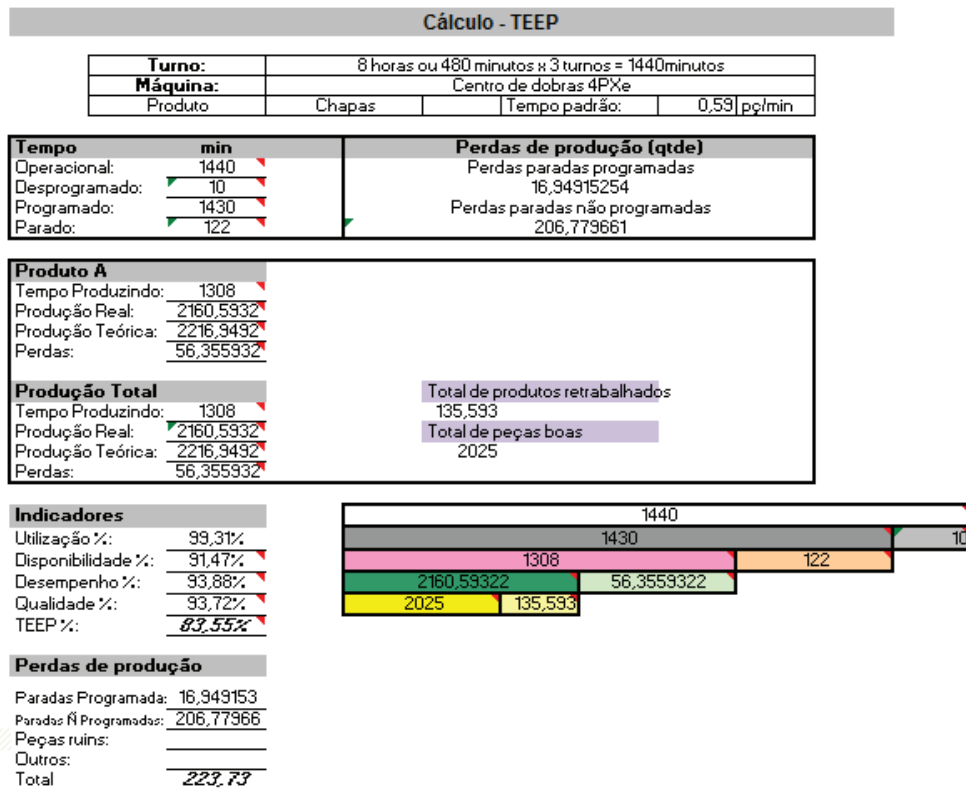 Cálculo - TEEP
Turno: 8 horas ou 480 minutos x 3 turnos = 1440minutos
Máquina: Centro de dobras 4PXe
Produto Chapas Tempo padrão: 0,59 pç/min
Tempo min Perdas de produção (qtde)
Operacional: 1440 Perdas paradas programadas
Desprogramado: 10 16,94915254
Programado: 1430 Perdas paradas não programadas
Parado: 122 206,779661
Produto A
Tempo Produzindo: 1308
Produção Real: 2160,5932
Produção Teórica: 2216,9492
Perdas: 56,355932
Produção Total Total de produtos retrabalhados
Tempo Produzindo: 1308 135,593
Produção Real: 2160,5932 Total de peças boas
Produção Teórica: 2216,9492 2025
Perdas: 56,355932
Indicadores 1440
Utilização %: 99,31% 1430 10
Disponibilidade %: 91,47% 1308 122
Desempenho %: 93,88% 2160,59322 56,3559322
Qualidade %: 93,72% 2025 135,593
TEEP %: 83,55%
Perdas de produção
Paradas Programada: 16,949153
Paradas Ñ Programadas: 206,77966
Peças ruins:
Outros:
Total 223,73